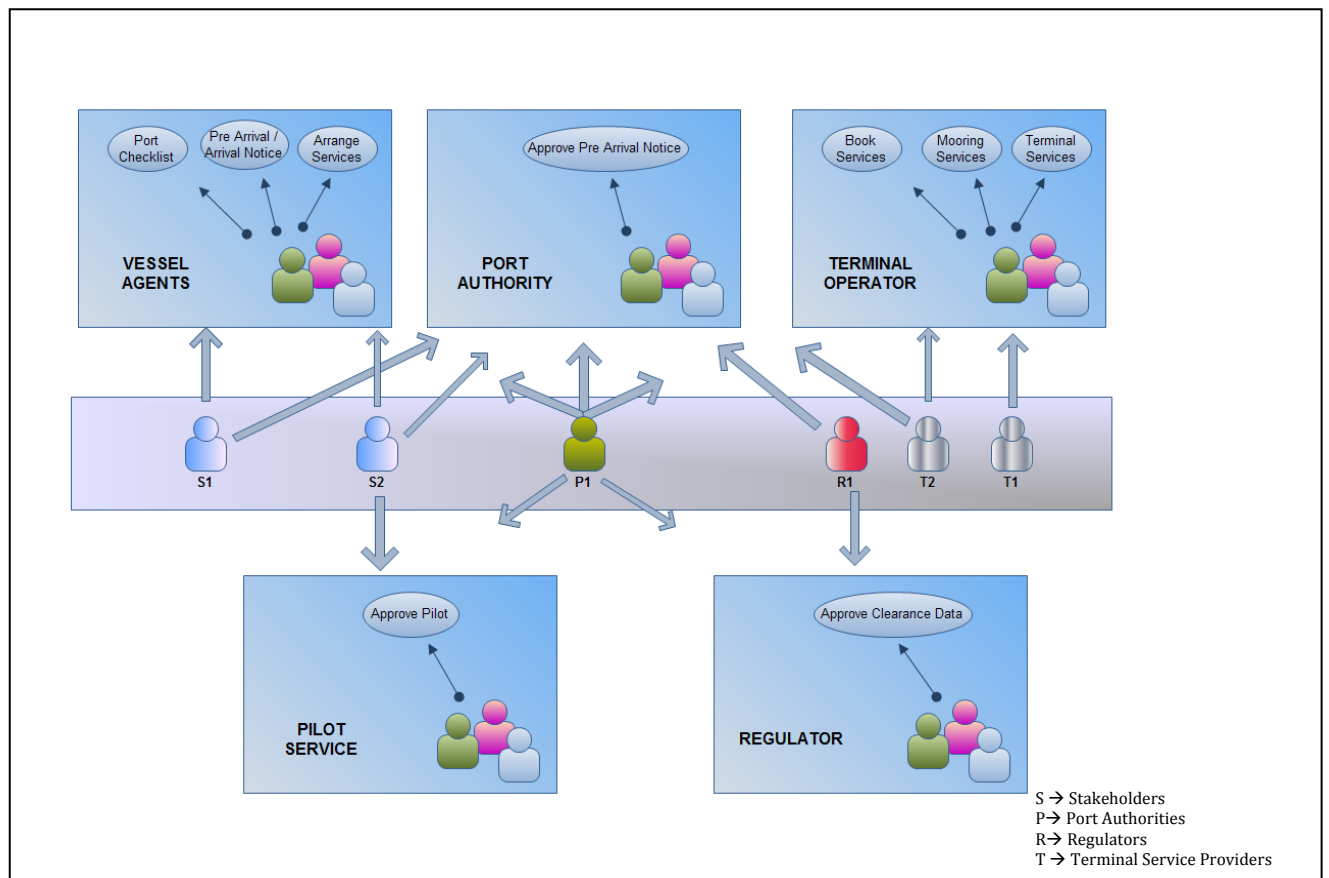 Port
Checklist
Pre Arrival /
Arrival Notice
Arrange
Services
VESSEL
AGENTS
Approve Pre Arrival Notice
PORT
AUTHORITY
Book
Services
Mooring
Services
Terminal
Services
TERMINAL
OPERATOR
S1
S2
P1
R1
T2
T1
Approve Pilot
PILOT
SERVICE
Approve Clearance Data
REGULATOR
S → Stakeholders
P→ Port Authorities
R→ Regulators
T → Terminal Service Providers